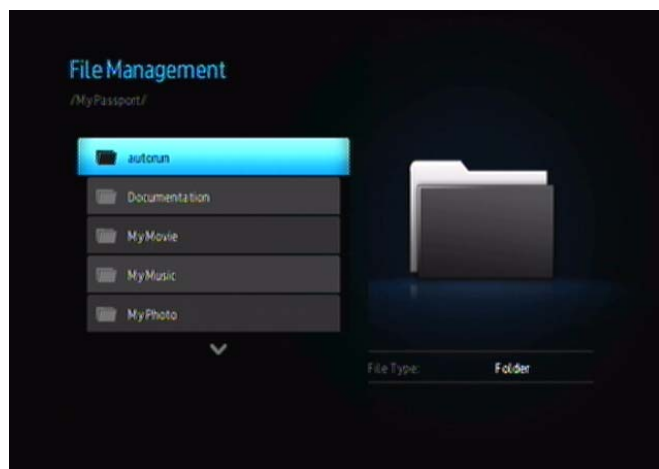 File Management
/MyPassport/
autorun
Documentation
MyMovie
MyMusic
MyPhoto
File Type: Folder